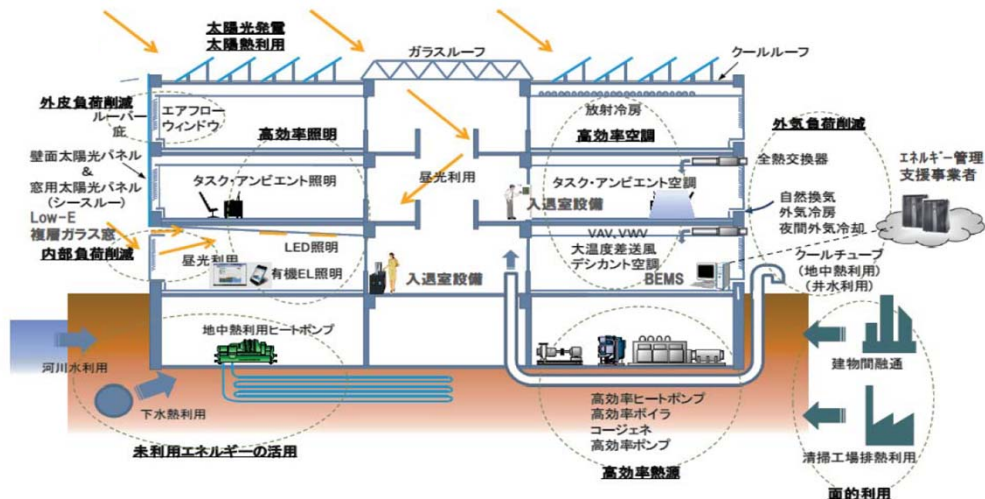 太陽光発電
太陽熱利用
ガラスルーフ
クールルーフ
外皮負荷削減
ルーバー
庇
エアフロー
ウィンドウ
高効率照明
放射冷房
高効率空調
外気負荷削減
壁面太陽光パネル
&
窓用太陽光パネル
(シースルー)
Low-E
複層ガラス窓
内部負荷削減
タスク・アンビエント照明
昼光利用
入退室設備
タスク・アンビエント空調
全熱交換器
エネルギー管理
支援事業者
自然換気
外気冷房
夜間外気冷却
昼光利用
LED照明
有機EL照明
入退室設備
VAV、VWV
大温度差送風
デシカント空調
BEMS
クールチューブ
(地中熱利用)
(井水利用)
河川水利用
地中熱利用ヒートポンプ
下水熱利用
未利用エネルギーの活用
高効率ヒートポンプ
高効率ボイラ
コージェネ
高効率ポンプ
高効率熱源
建物間融通
清掃工場排熱利用
面的利用